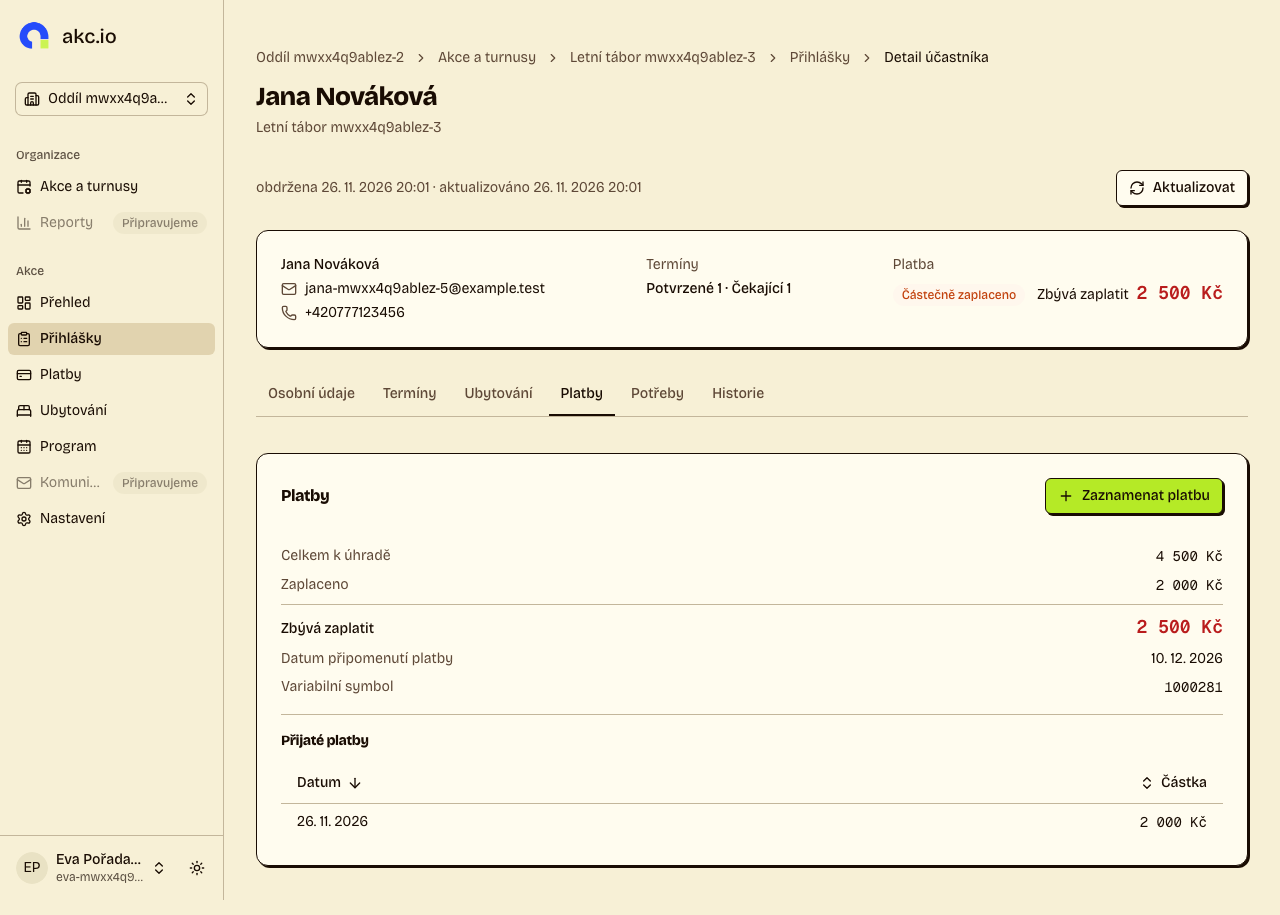 akc.io
Oddíl mwxx4q9a...
Organizace
Akce a turnusy
Reporty Připravujeme
Akce
Přehled
Přihlášky
Platby
Ubytování
Program
Komuni... Připravujeme
Nastavení
EP Eva Pořada...
eva-mwxx4q9...
Oddíl mwxx4q9ablez-2 > Akce a turnusy > Letní tábor mwxx4q9ablez-3 > Přihlášky > Detail účastníka
Jana Nováková
Letní tábor mwxx4q9ablez-3
obdržena 26. 11. 2026 20:01 · aktualizováno 26. 11. 2026 20:01
Aktualizovat
Jana Nováková
jana-mwxx4q9ablez-5@example.test
+420777123456
Termíny
Potvrzené 1 · Čekající 1
Platba
Částečně zaplaceno Zbývá zaplatit 2 500 Kč
Osobní údaje Termíny Ubytování Platby Potřeby Historie
Platby
Zaznamenat platbu
Celkem k úhradě 4 500 Kč
Zaplaceno 2 000 Kč
Zbývá zaplatit 2 500 Kč
Datum připomenutí platby 10. 12. 2026
Variabilní symbol 1000281
Přijaté platby
Datum Částka
26. 11. 2026 2 000 Kč